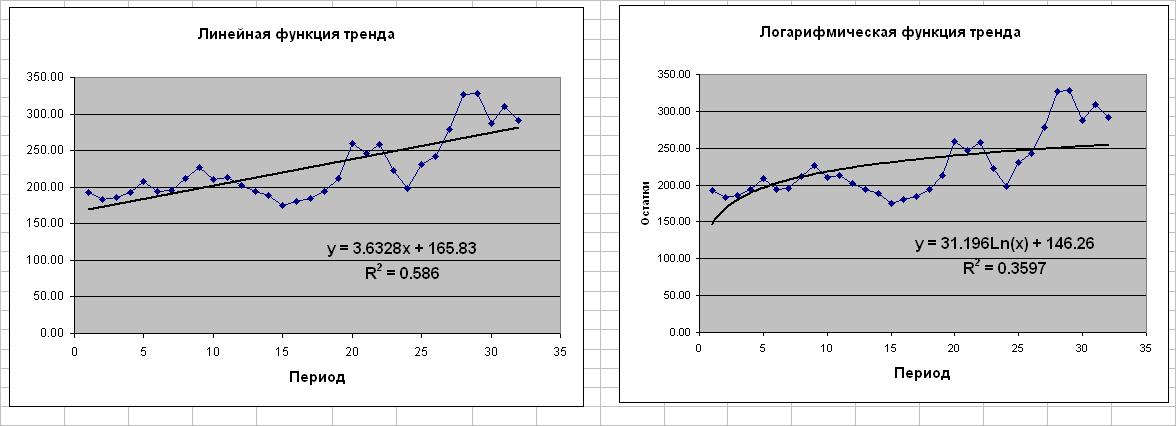 Линейная функция тренда
350.00
300.00
250.00
200.00
150.00
100.00
50.00
0.00
y = 3.6328x + 165.83
R² = 0.586
0 5 10 15 20 25 30 35
Период
Логарифмическая функция тренда
Остатки
350.00
300.00
250.00
200.00
150.00
100.00
50.00
0.00
y = 31.196Ln(x) + 146.26
R² = 0.3597
0 5 10 15 20 25 30 35
Период